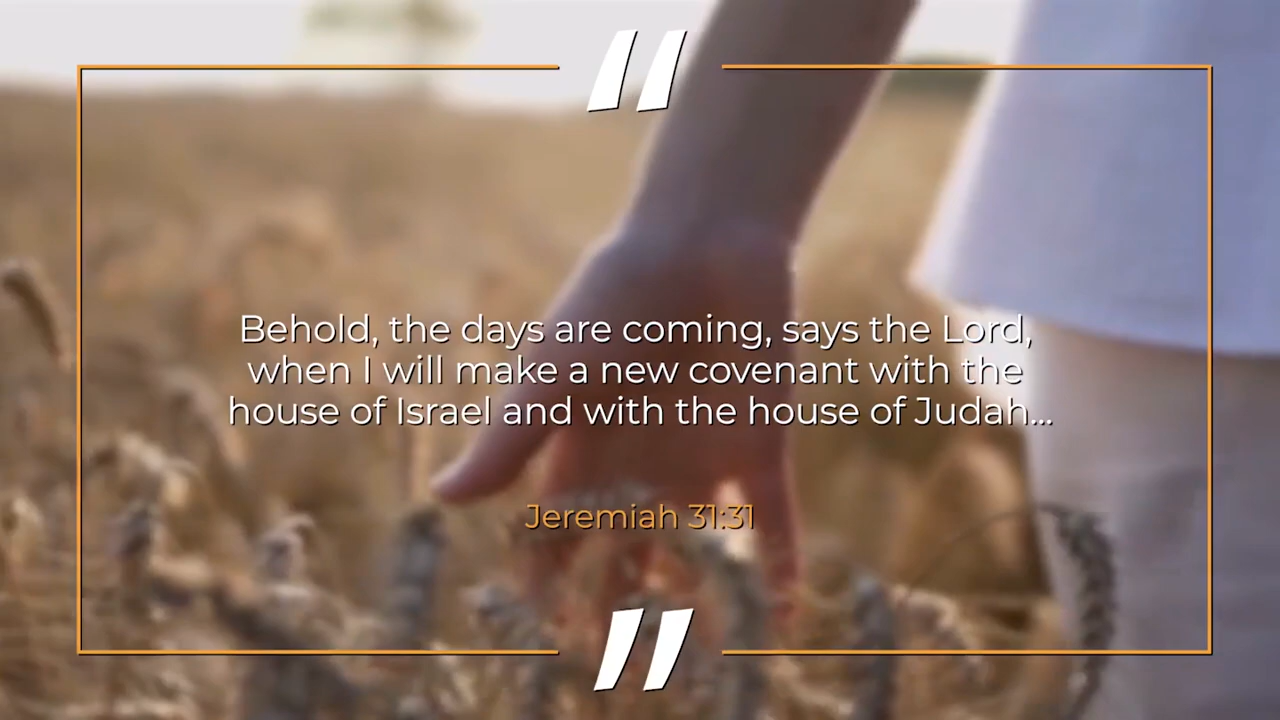 "
Behold, the days are coming, says the Lord,
when I will make a new covenant with the
house of Israel and with the house of Judah...
Jeremiah 31:31
"